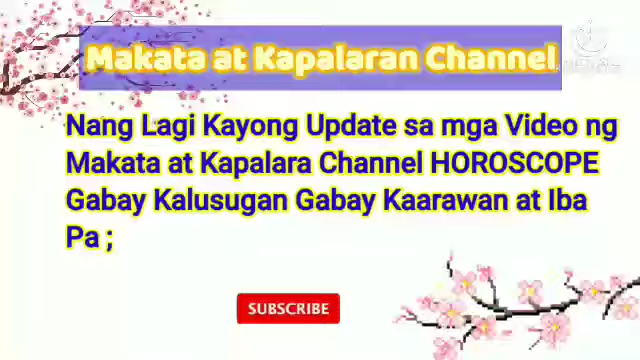 Makata at Kapalaran Channel
Nang Lagi Kayong Update sa mga Video ng
Makata at Kapalara Channel HOROSCOPE
Gabay Kalusugan Gabay Kaarawan at Iba
Pa ;
SUBSCRIBE